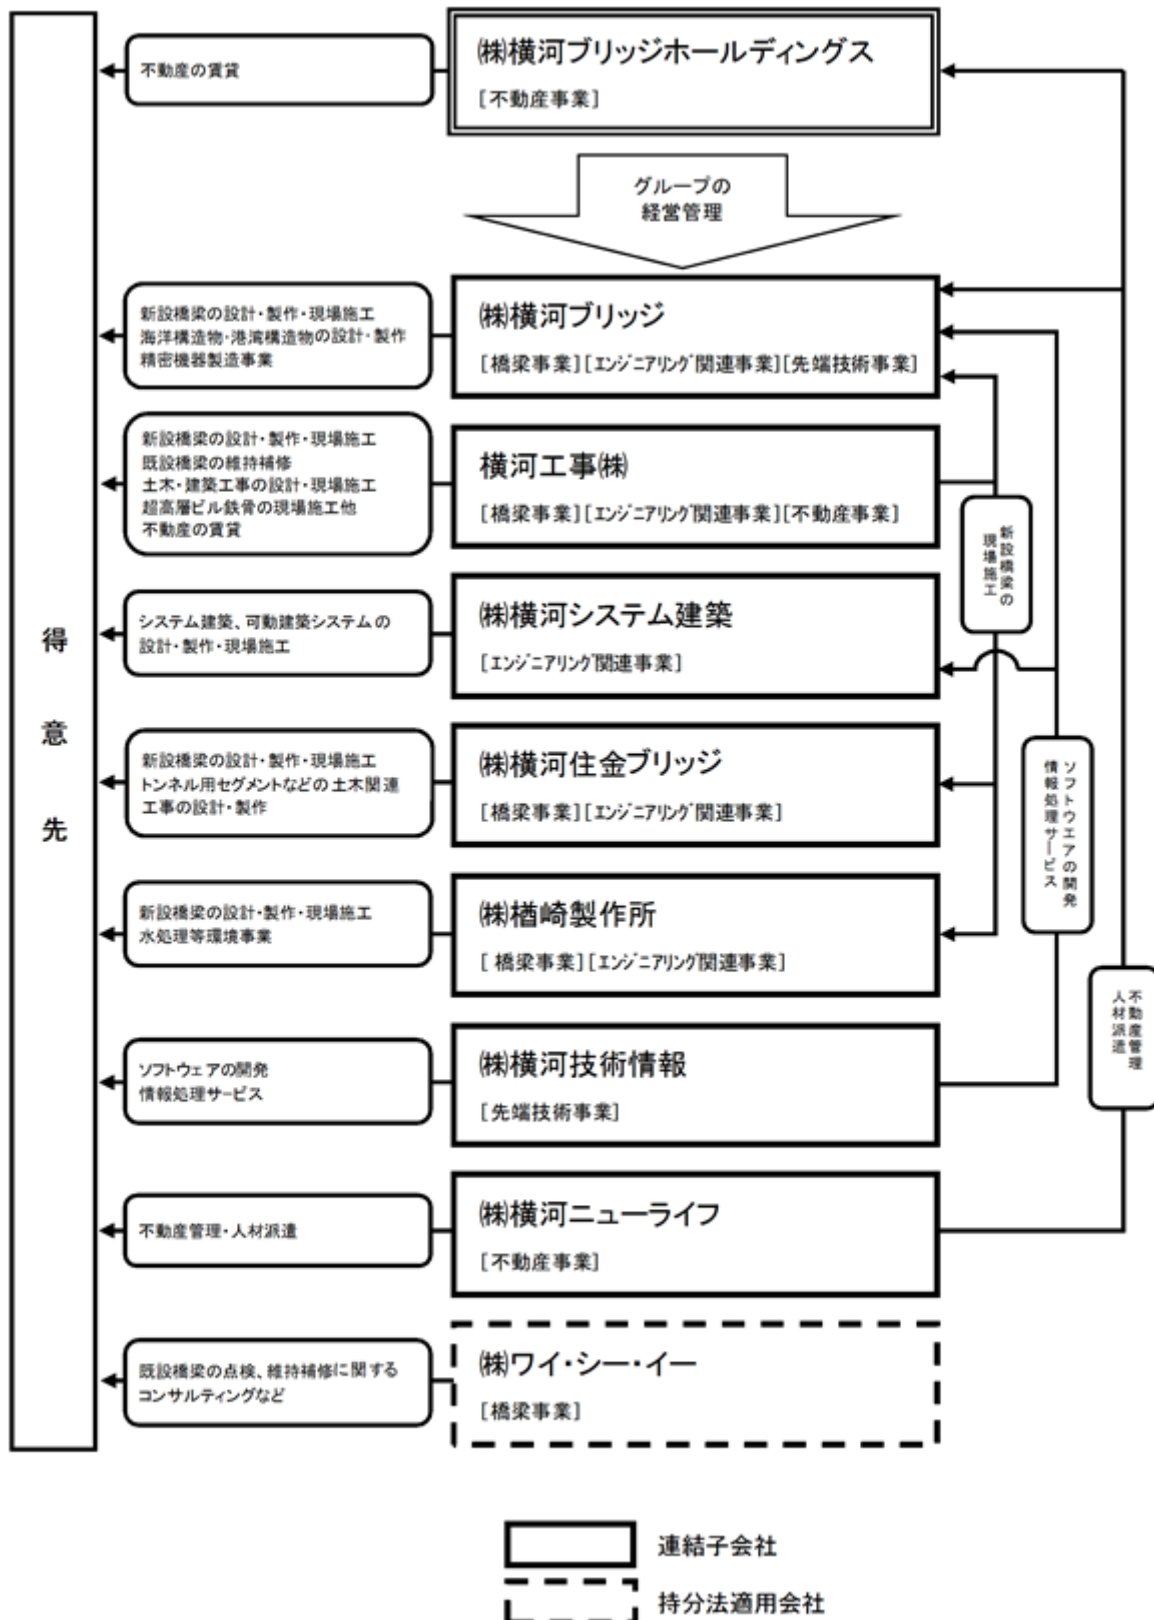 不動産の賃貸
㈱横河ブリッジホールディングス
[不動産事業]
グループの
経営管理
新設橋梁の設計・製作・現場施工
海洋構造物・港湾構造物の設計・製作
精密機器製造事業
㈱横河ブリッジ
[橋梁事業][エンジニアリング関連事業][先端技術事業]
新設橋梁の設計・製作・現場施工
既設橋梁の維持補修
土木・建築工事の設計・現場施工
超高層ビル鉄骨の現場施工他
不動産の賃貸
横河工事㈱
[橋梁事業][エンジニアリング関連事業][不動産事業]
新設橋梁の
現場施工
システム建築、可動建築システムの
設計・製作・現場施工
㈱横河システム建築
[エンジニアリング関連事業]
得意先
新設橋梁の設計・製作・現場施工
トンネル用セグメントなどの土木関連
工事の設計・製作
㈱横河住金ブリッジ
[橋梁事業][エンジニアリング関連事業]
ソフトウエアの開発
情報処理サービス
新設橋梁の設計・製作・現場施工
水処理等環境事業
㈱楢崎製作所
[橋梁事業][エンジニアリング関連事業]
不動産管理
人材派遣
ソフトウェアの開発
情報処理サービス
㈱横河技術情報
[先端技術事業]
不動産管理・人材派遣
㈱横河ニューライフ
[不動産事業]
既設橋梁の点検、維持補修に関する
コンサルティングなど
㈱ワイ・シー・イー
[橋梁事業]
連結子会社
持分法適用会社